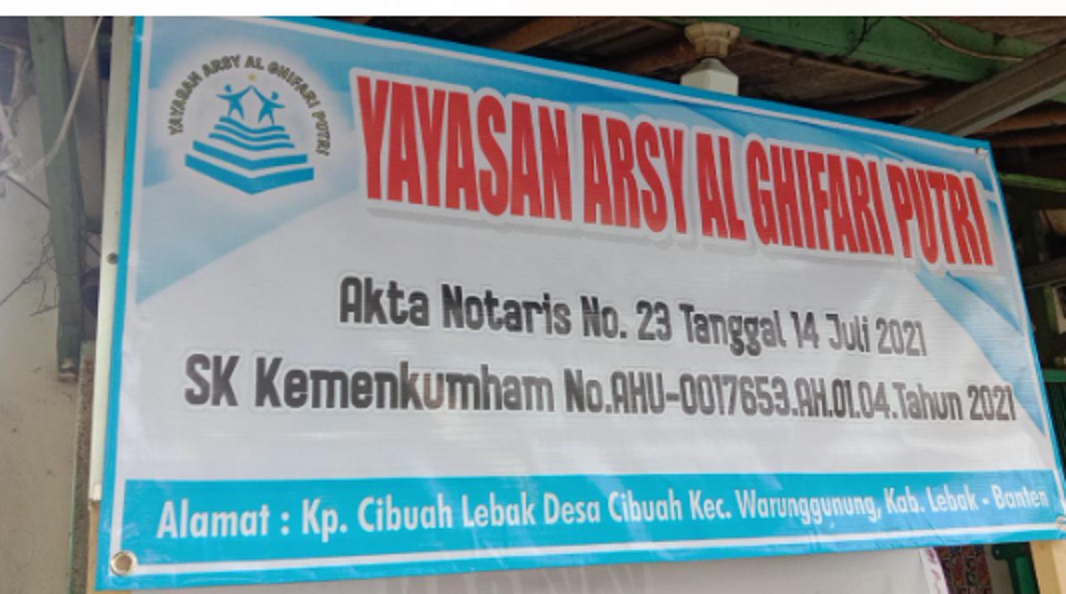 YAYASAN ARSY AL GHIFARI PUTRI
YAYASAN ARSY AL GHIFARI PUTRI
Akta Notaris No. 23 Tanggal 14 Juli 2021
SK Kemenkumham No.AHU-0017653.AH.01.04.Tahun 2021
Alamat : Kp. Cibuah Lebak Desa Cibuah Kec. Warunggunung, Kab. Lebak - Banten